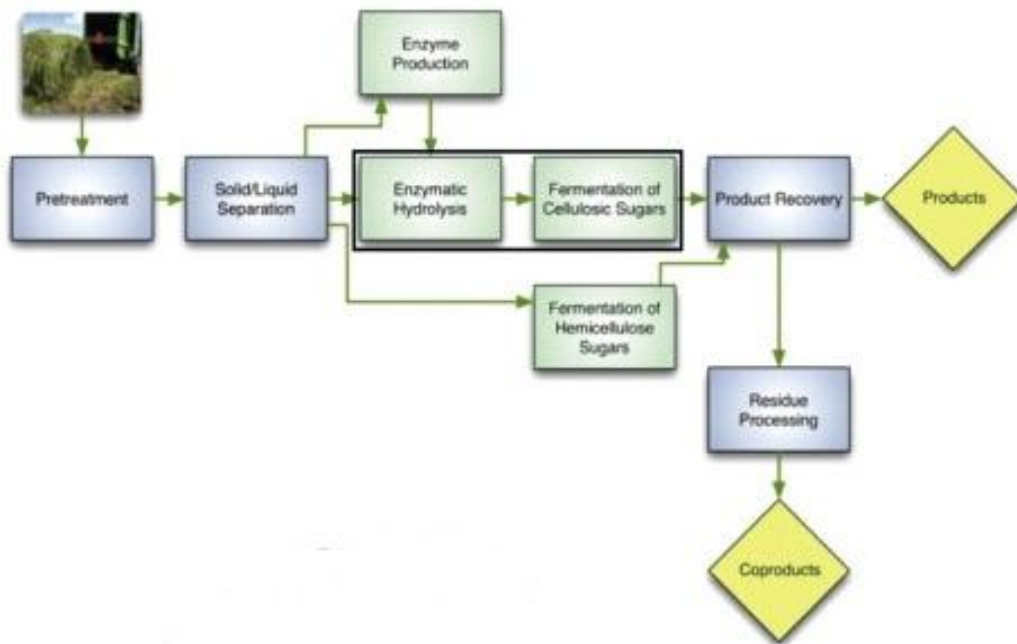 Enzyme
Production
Pretreatment
Solid/Liquid
Separation
Enzymatic
Hydrolysis
Fermentation of
Cellulosic Sugars
Product Recovery
Products
Fermentation of
Hemicellulose
Sugars
Residue
Processing
Coproducts